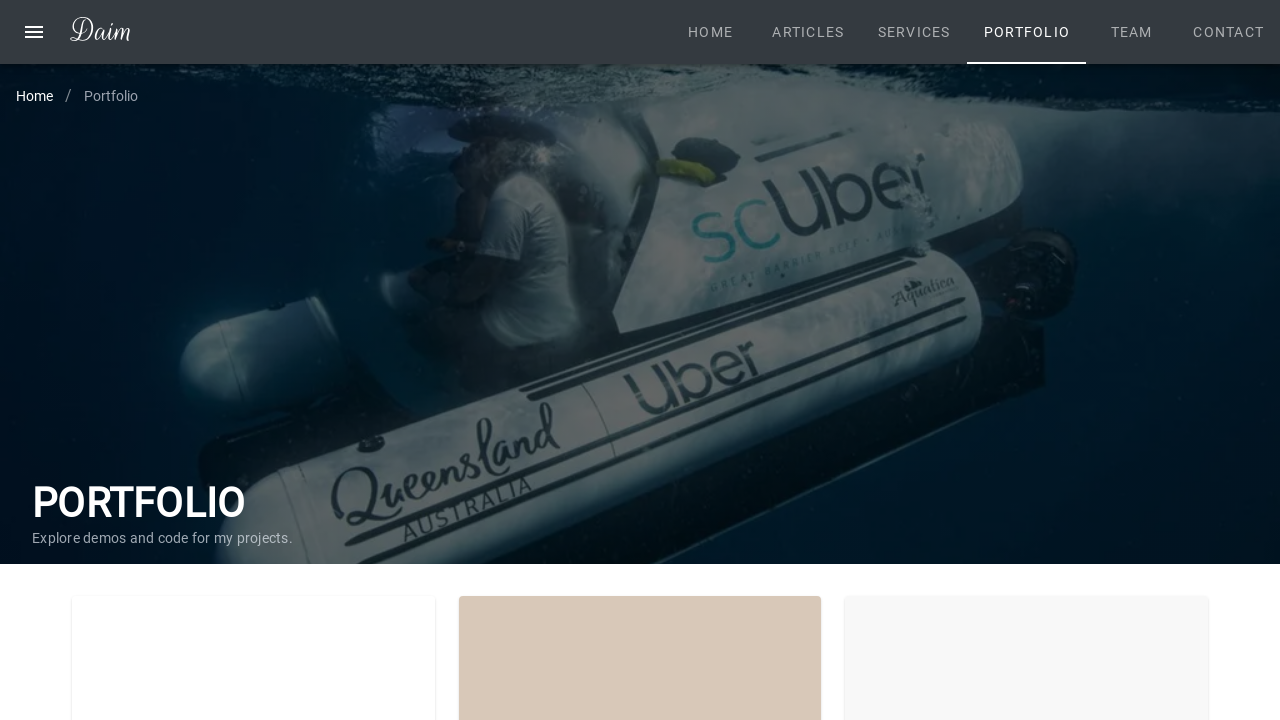 Daim
HOME
ARTICLES
SERVICES
PORTFOLIO
TEAM
CONTACT
Home / Portfolio
scUber
GREAT BARRIER REEF
Aquatica
Uber
Queensland
AUSTRALIA
PORTFOLIO
Explore demos and code for my projects.